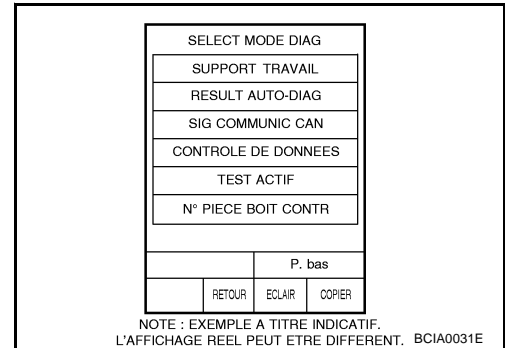 SELECT MODE DIAG
SUPPORT TRAVAIL
RESULT AUTO-DIAG
SIG COMMUNIC CAN
CONTROLE DE DONNEES
TEST ACTIF
N° PIECE BOIT CONTR
P. bas
RETOUR ECLAIR COPIER
NOTE : EXEMPLE A TITRE INDICATIF.
L'AFFICHAGE REEL PEUT ETRE DIFFERENT. BCIA0031E